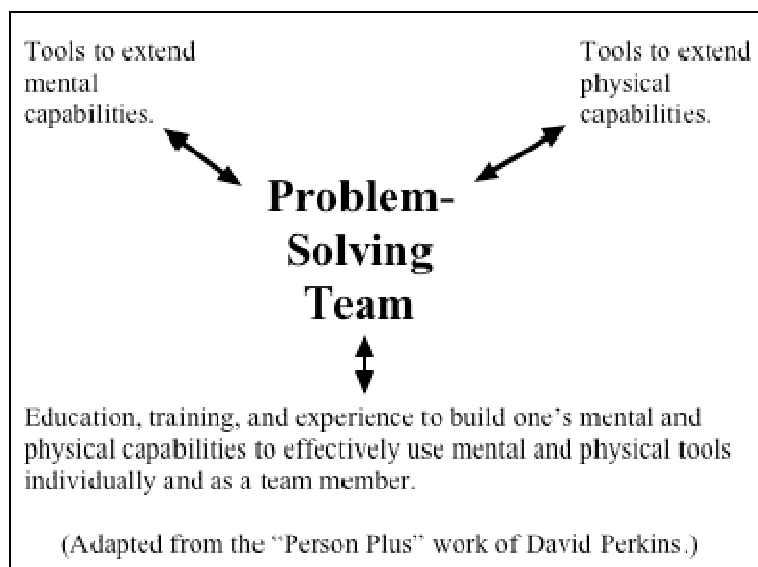 Tools to extend
mental
capabilities.
Tools to extend
physical
capabilities.
Problem-
Solving
Team
Education, training, and experience to build one's mental and
physical capabilities to effectively use mental and physical tools
individually and as a team member.
(Adapted from the "Person Plus" work of David Perkins.)